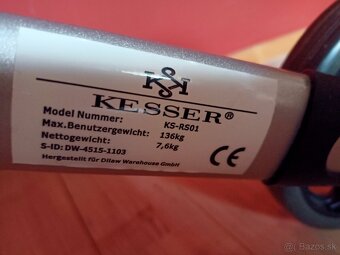 KESSER®
Model Nummer: KS-RS01
Max.Benutzergewicht: 136kg
Nettogewicht: 7,6kg
S-ID: DW-4515-1103
Hergestellt für Dilaw Warehouse GmbH
CE
© bazos.sk